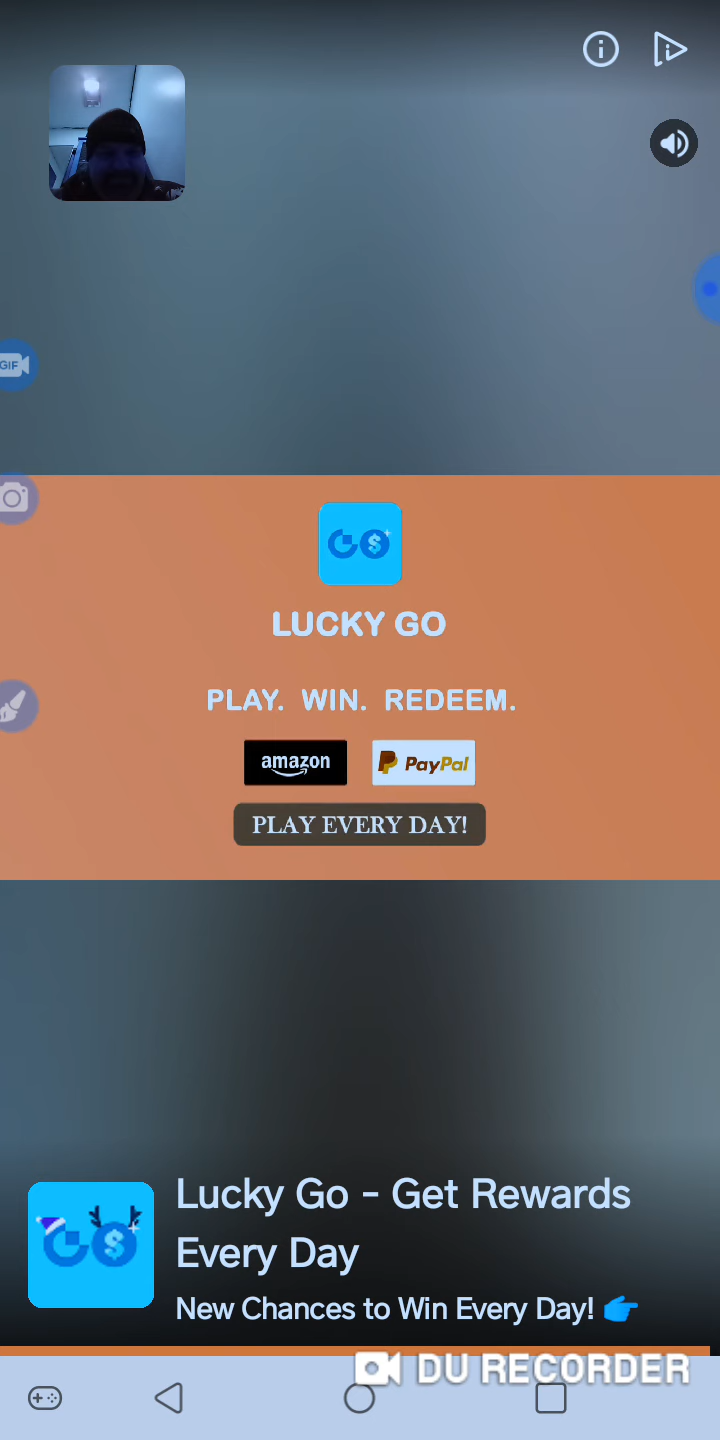 GIF
LUCKY GO
PLAY. WIN. REDEEM.
amazon
PayPal
PLAY EVERY DAY!
Lucky Go - Get Rewards
Every Day
New Chances to Win Every Day! 👉
DU RECORDER